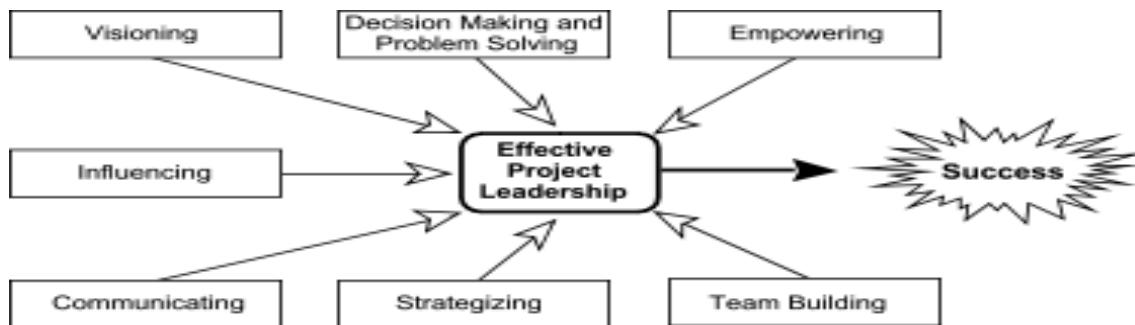 Visioning
Decision Making and
Problem Solving
Empowering
Influencing
Effective
Project
Leadership
Success
Communicating
Strategizing
Team Building